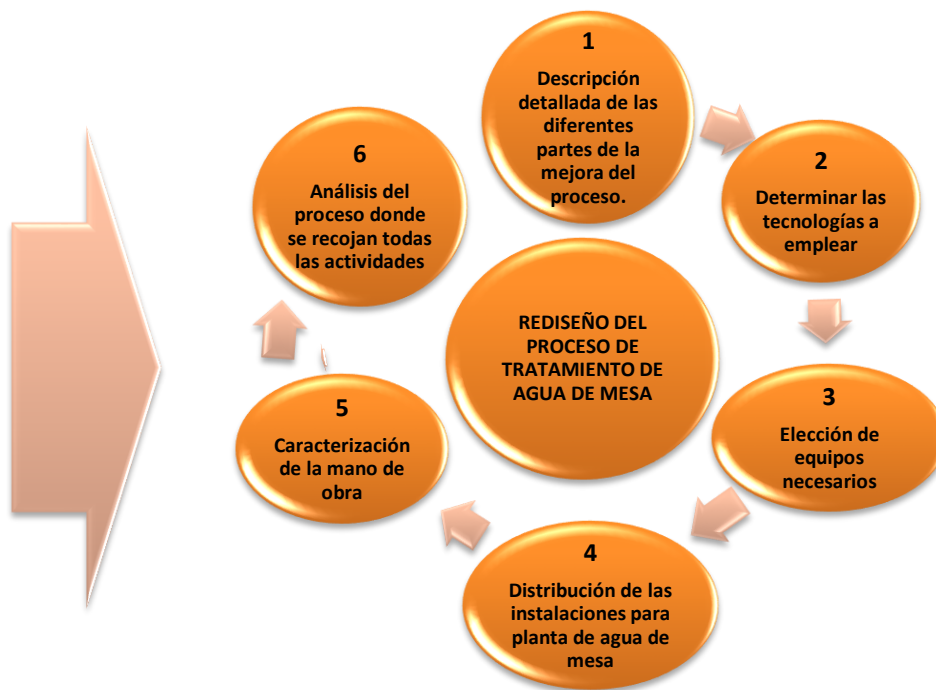 1
Descripción
detallada de las
diferentes
partes de la
mejora del
proceso.
2
Determinar las
tecnologías a
emplear
3
Elección de
equipos
necesarios
4
Distribución de las
instalaciones para
planta de agua de
mesa
5
Caracterización
de la mano de
obra
6
Análisis del
proceso donde
se recojan todas
las actividades
REDISEÑO DEL
PROCESO DE
TRATAMIENTO DE
AGUA DE MESA